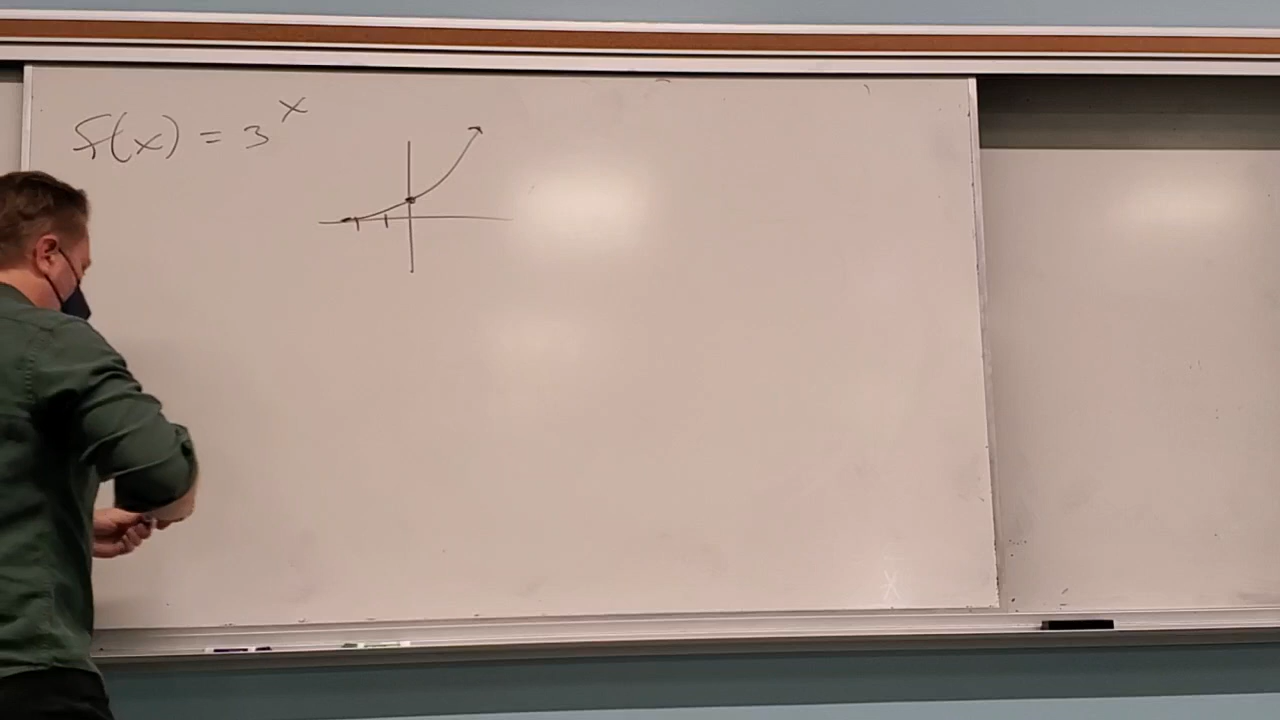 f(x) = 3^x